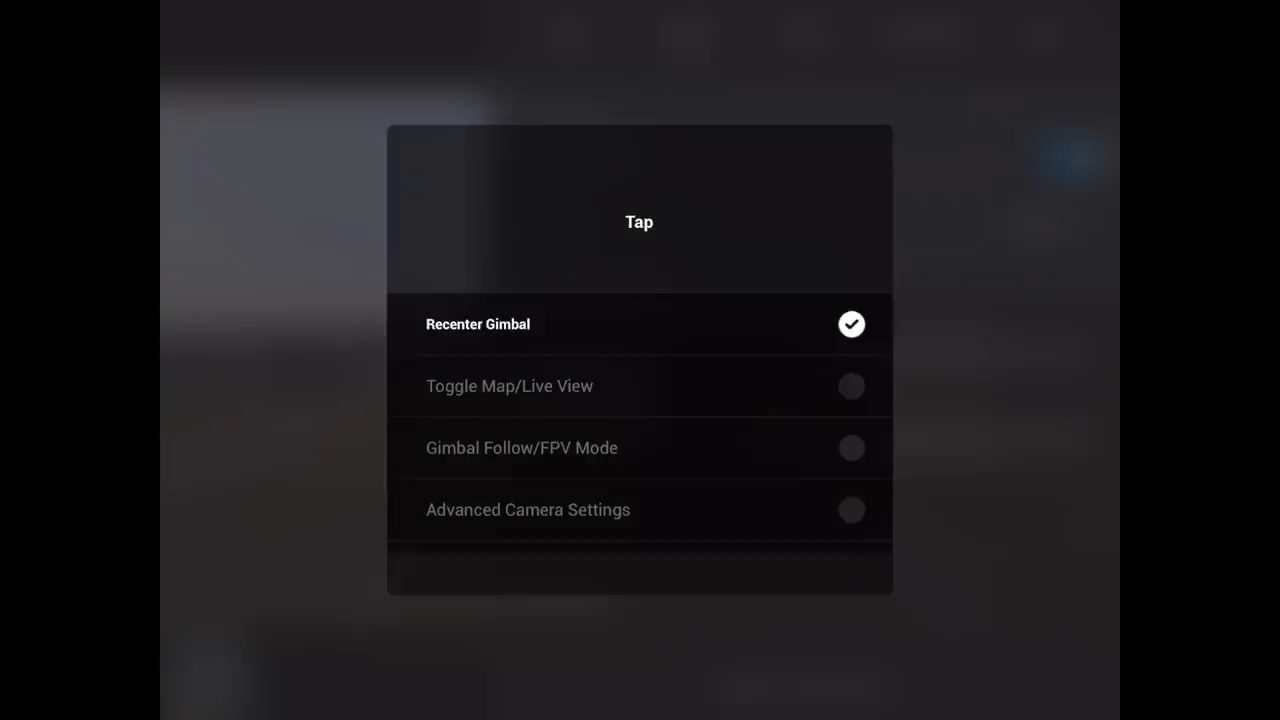 Tap
Recenter Gimbal
Toggle Map/Live View
Gimbal Follow/FPV Mode
Advanced Camera Settings